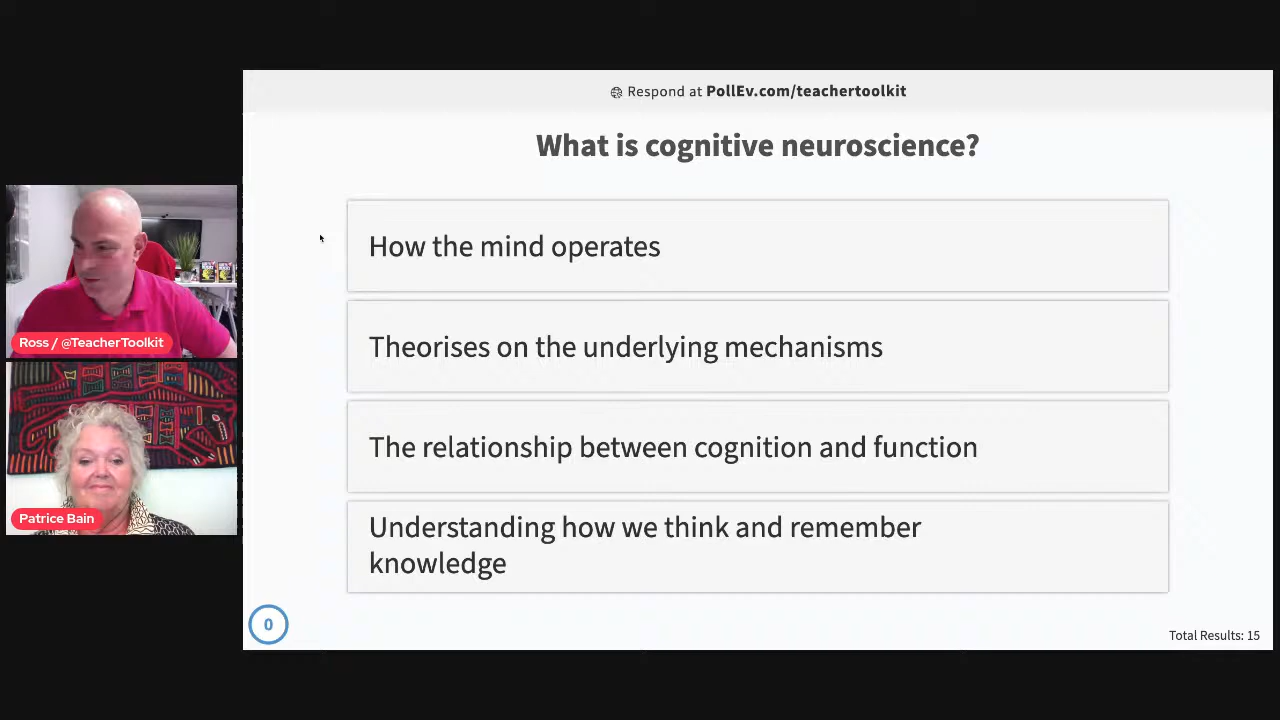 Respond at PollEv.com/teachertoolkit
What is cognitive neuroscience?
How the mind operates
Theorises on the underlying mechanisms
The relationship between cognition and function
Understanding how we think and remember
knowledge
0
Total Results: 15
Ross / @TeacherToolkit
Patrice Bain